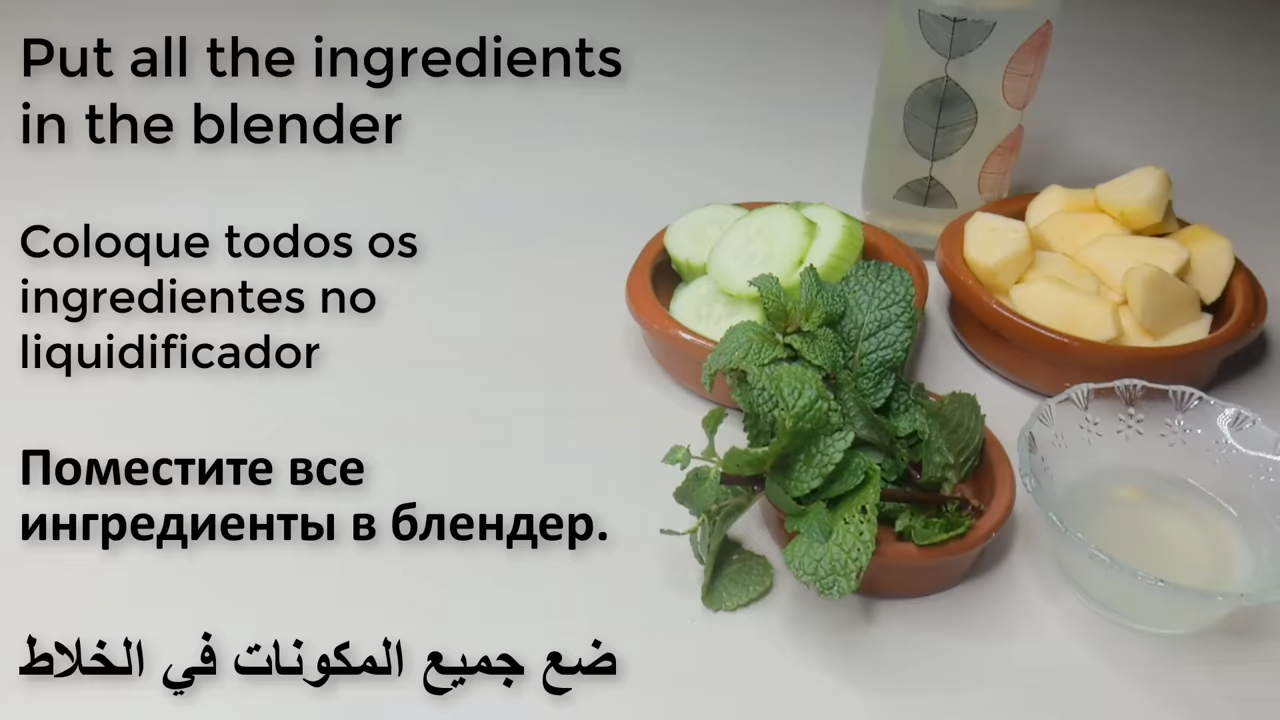 Put all the ingredients
in the blender
Coloque todos os
ingredientes no
liquidificador
Поместите все
ингредиенты в блендер.
ضع جميع المكونات في الخلاط